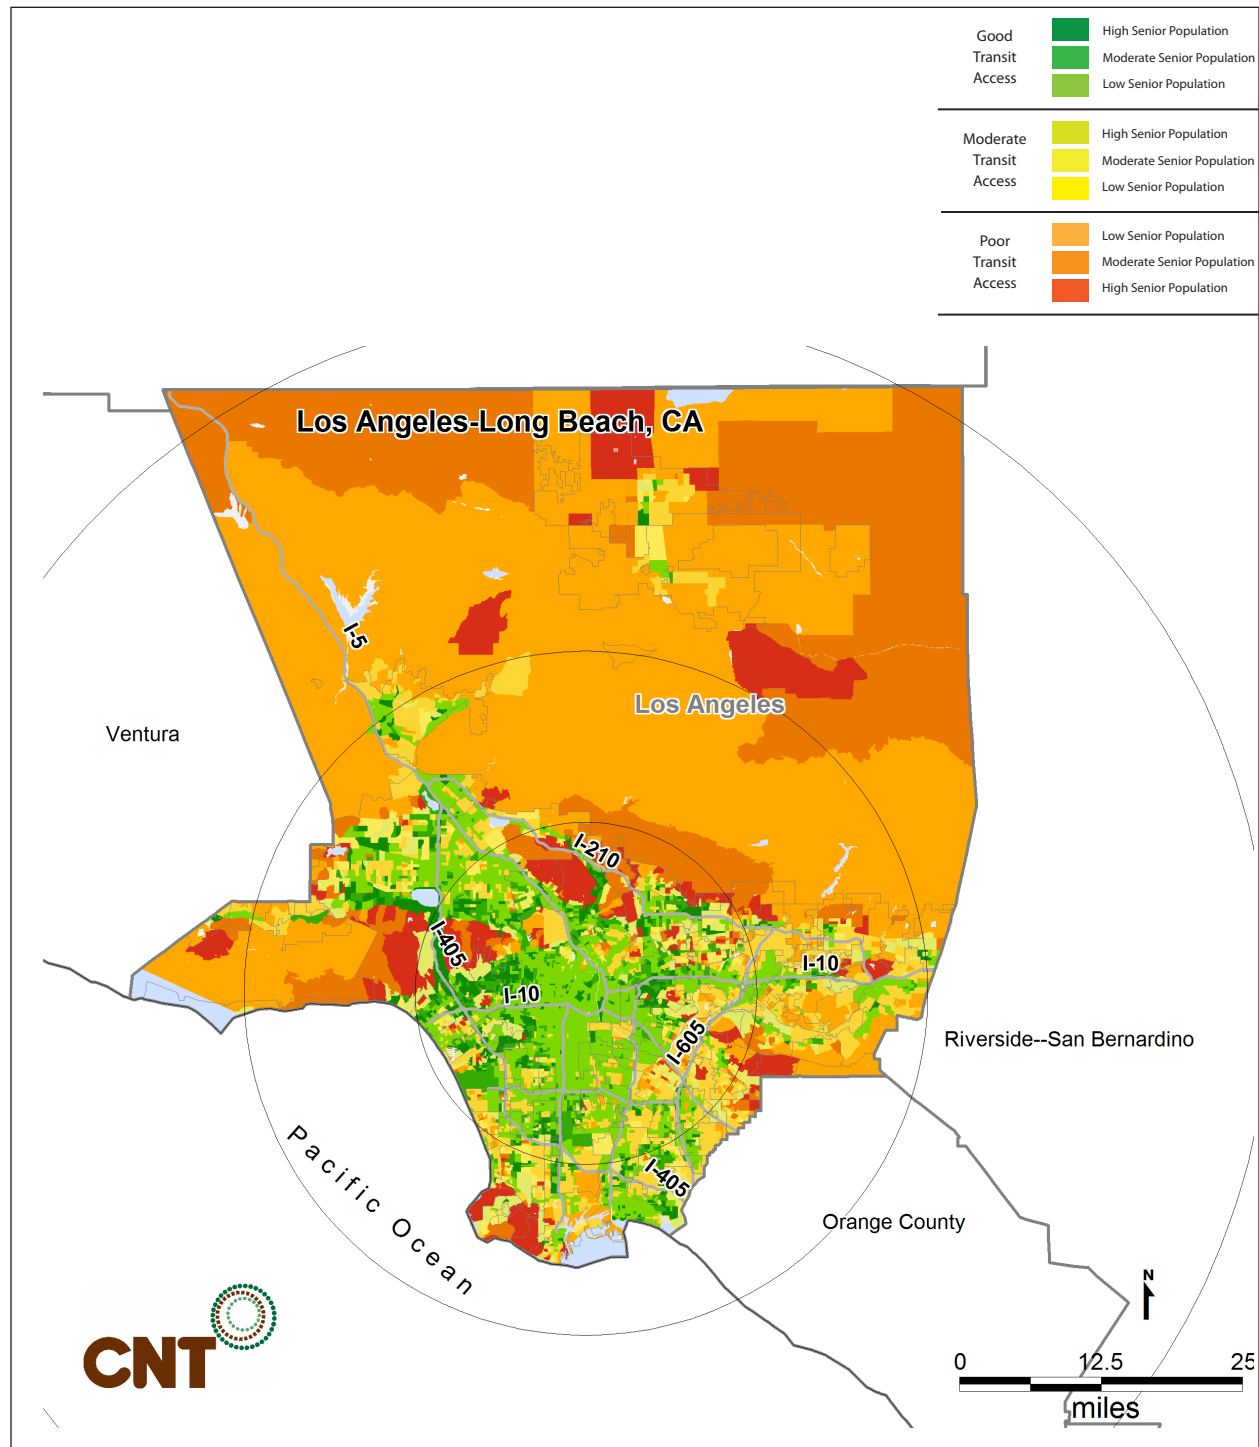 Good
Transit
Access
High Senior Population
Moderate Senior Population
Low Senior Population
Moderate
Transit
Access
High Senior Population
Moderate Senior Population
Low Senior Population
Poor
Transit
Access
Low Senior Population
Moderate Senior Population
High Senior Population
Los Angeles-Long Beach, CA
I-5
Los Angeles
Ventura
I-210
I-405
I-10
I-10
I-605
Riverside--San Bernardino
I-405
Pacific Ocean
Orange County
N
CNT
0 12.5 25
miles